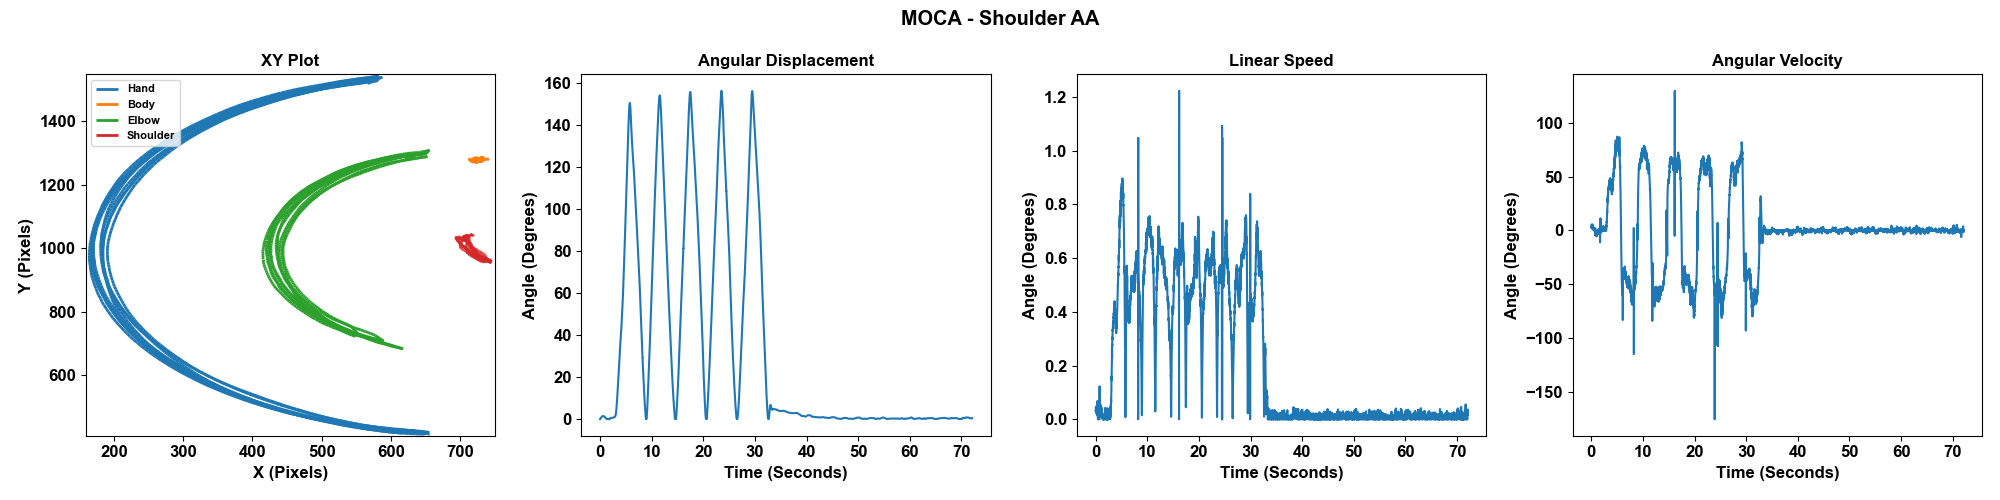 MOCA - Shoulder AA
XY Plot
Hand
Body
Elbow
Shoulder
1400
1200
1000
800
600
Y (Pixels)
200 300 400 500 600 700
X (Pixels)
Angular Displacement
160
140
120
100
80
60
40
20
0
Angle (Degrees)
0 10 20 30 40 50 60 70
Time (Seconds)
Linear Speed
1.2
1.0
0.8
0.6
0.4
0.2
0.0
Angle (Degrees)
0 10 20 30 40 50 60 70
Time (Seconds)
Angular Velocity
100
50
0
−50
−100
−150
Angle (Degrees)
0 10 20 30 40 50 60 70
Time (Seconds)